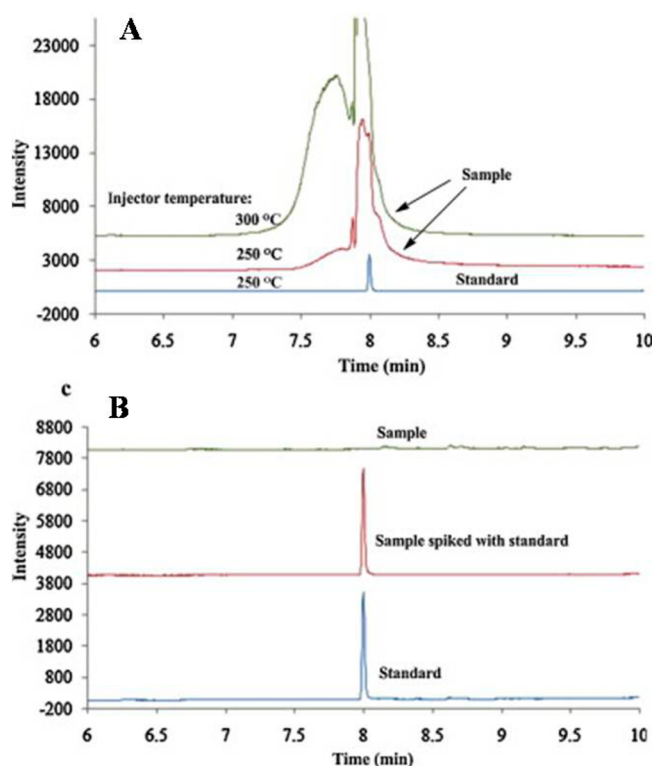 A
23000
18000
13000
8000
3000
-2000
Intensity
Injector temperature:
300 °C
250 °C
250 °C
Sample
Standard
6 6.5 7 7.5 8 8.5 9 9.5 10
Time (min)
c
B
8800
7800
6800
5800
4800
3800
2800
1800
800
-200
Intensity
Sample
Sample spiked with standard
Standard
6 6.5 7 7.5 8 8.5 9 9.5 10
Time (min)